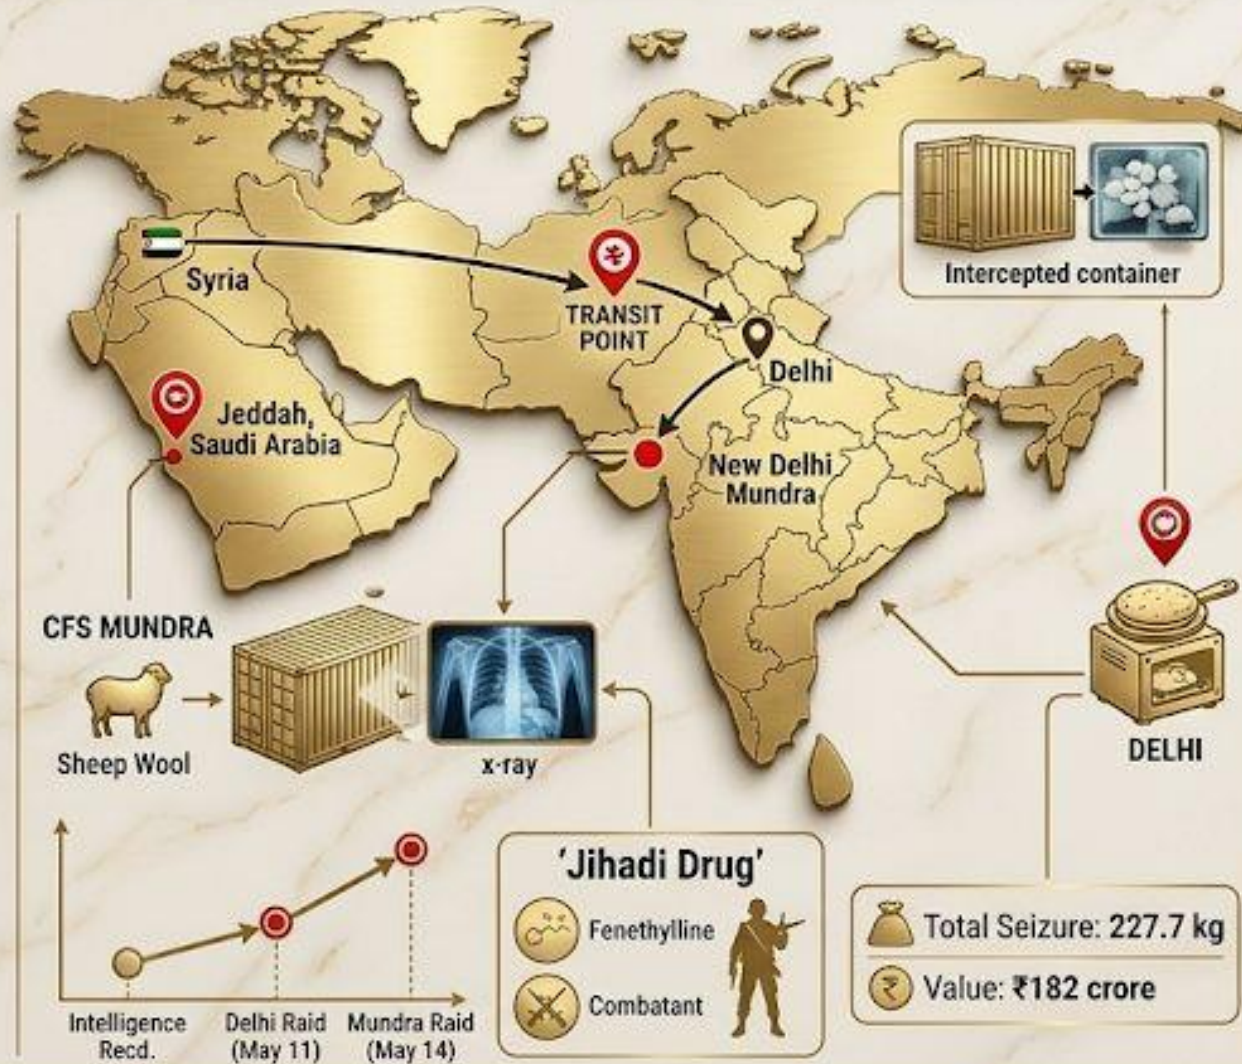 Intercepted container
Syria
TRANSIT
POINT
Delhi
Jeddah,
Saudi Arabia
New Delhi
Mundra
CFS MUNDRA
Sheep Wool
x-ray
DELHI
'Jihadi Drug'
Fenethylline
Combatant
Total Seizure: 227.7 kg
₹
Value: ₹182 crore
Intelligence
Recd.
Delhi Raid
(May 11)
Mundra Raid
(May 14)